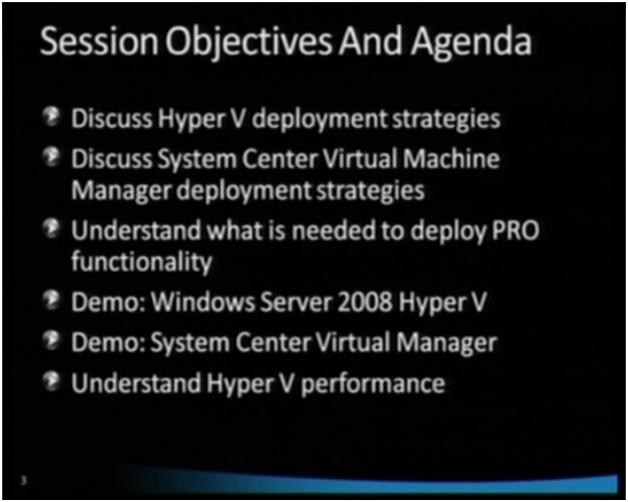 Session Objectives And Agenda
Discuss Hyper V deployment strategies
Discuss System Center Virtual Machine
Manager deployment strategies
Understand what is needed to deploy PRO
functionality
Demo: Windows Server 2008 Hyper V
Demo: System Center Virtual Manager
Understand Hyper V performance
3